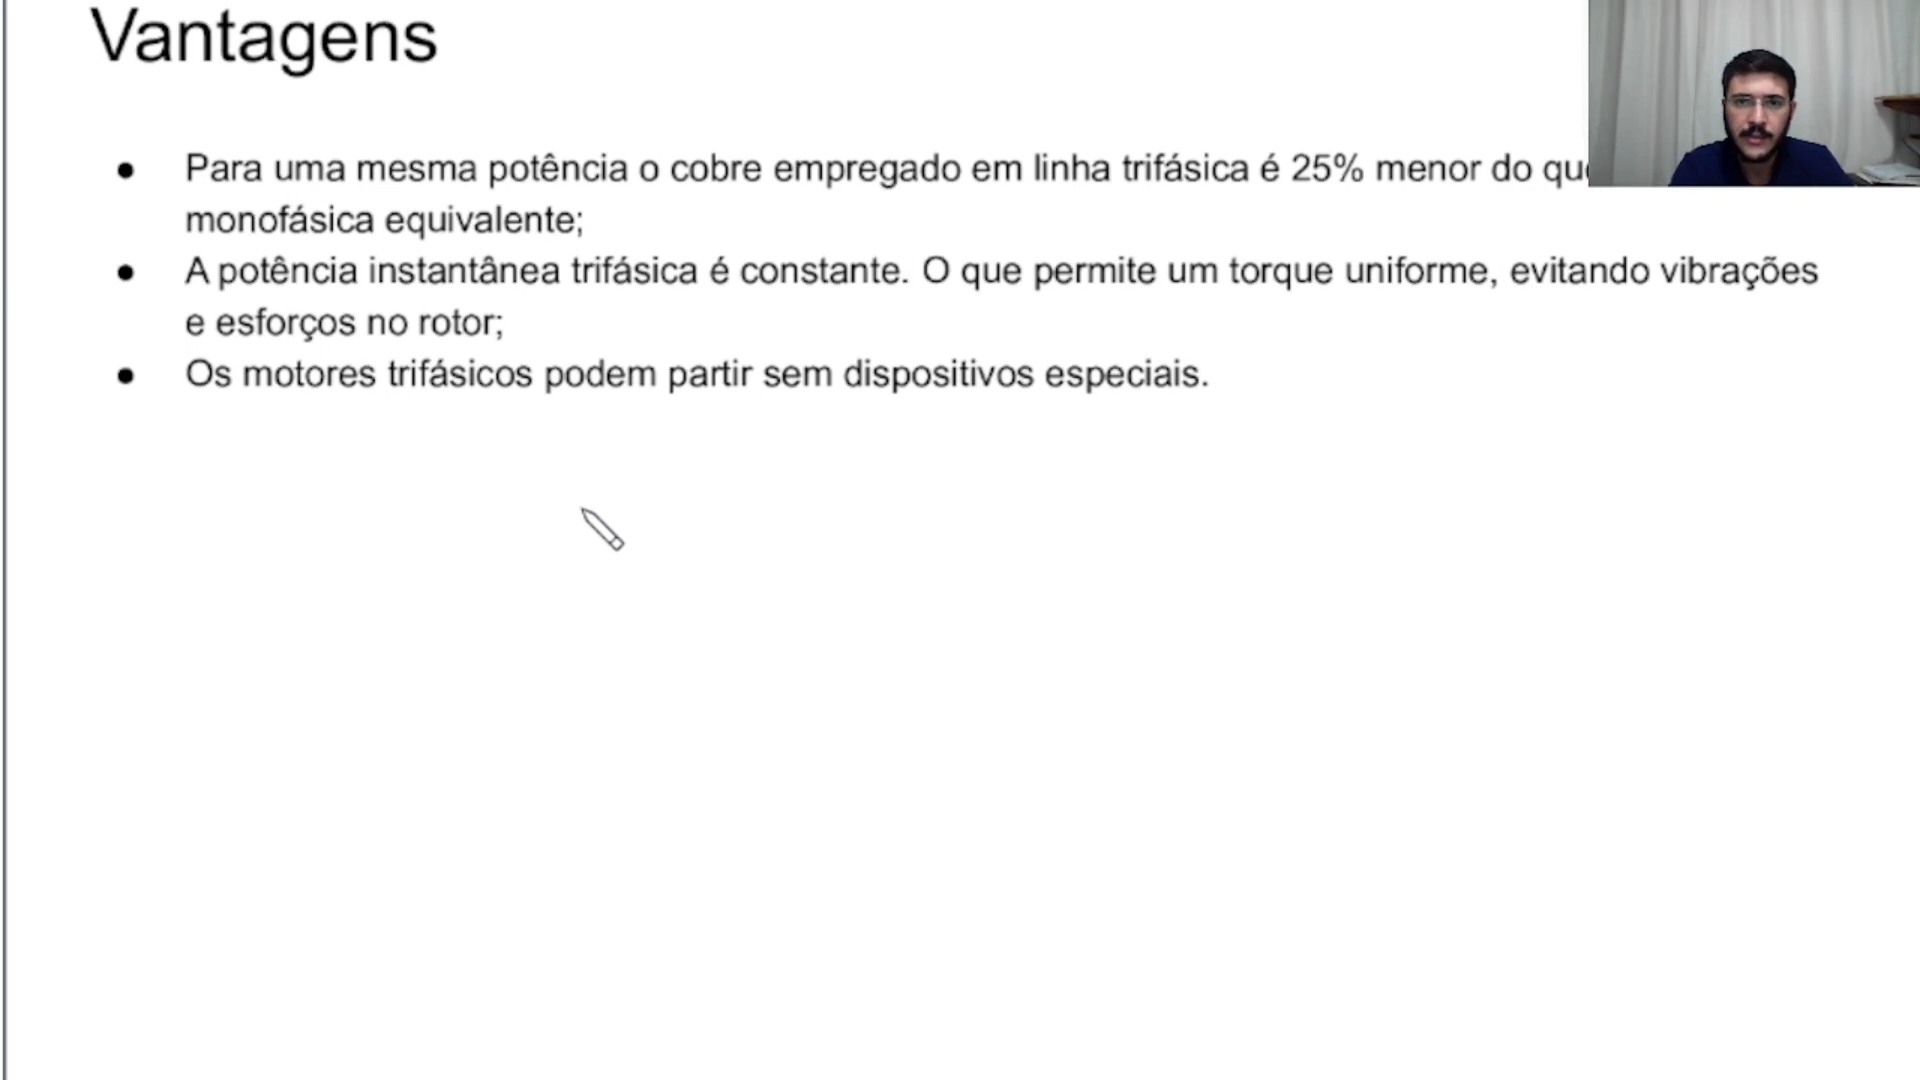 Vantagens
● Para uma mesma potência o cobre empregado em linha trifásica é 25% menor do
monofásica equivalente;
● A potência instantânea trifásica é constante. O que permite um torque uniforme, evitando vibrações
e esforços no rotor;
● Os motores trifásicos podem partir sem dispositivos especiais.